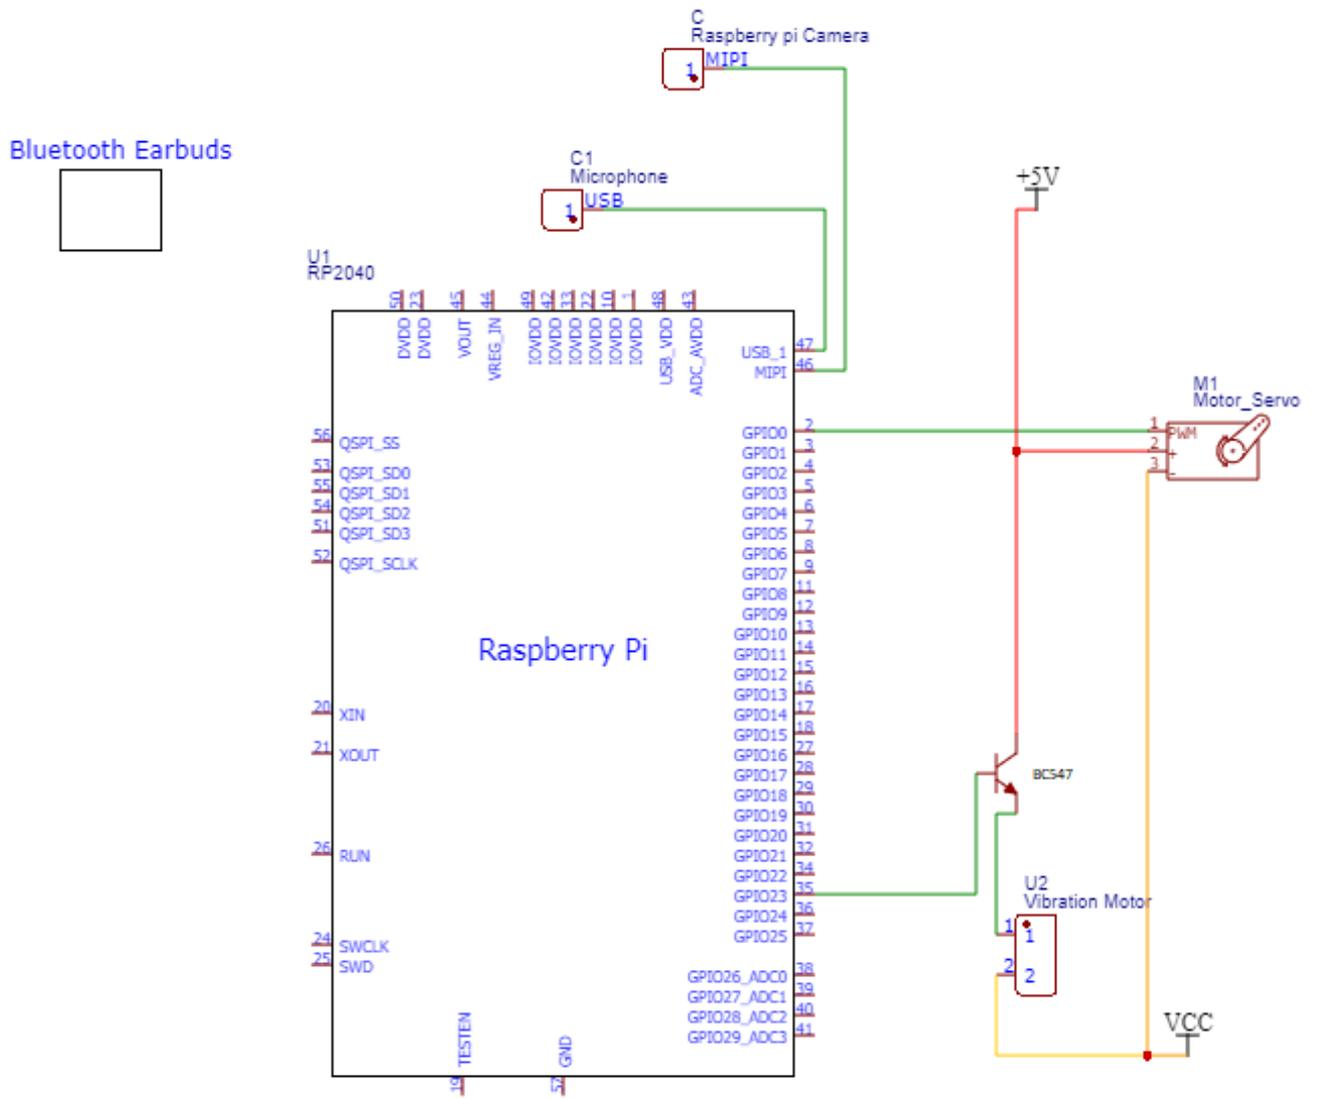 C
Raspberry pi Camera
1
MIPI
Bluetooth Earbuds
C1
Microphone
1
USB
+5V
U1
RP2040
50
23
45
44
49
42
33
22
10
1
48
43
DVDD
DVDD
VOUT
VREG_IN
IOVDD
IOVDD
IOVDD
IOVDD
IOVDD
IOVDD
USB_VDD
ADC_AVDD
USB_1
47
MIPI
46
M1
Motor_Servo
1
PWM
2
+
3
-
56
QSPI_SS
53
QSPI_SD0
55
QSPI_SD1
54
QSPI_SD2
51
QSPI_SD3
52
QSPI_SCLK
GPIO0
2
GPIO1
3
GPIO2
4
GPIO3
5
GPIO4
6
GPIO5
7
GPIO6
8
GPIO7
9
GPIO8
11
GPIO9
12
GPIO10
13
GPIO11
14
GPIO12
15
GPIO13
16
GPIO14
17
GPIO15
18
GPIO16
27
GPIO17
28
GPIO18
29
GPIO19
30
GPIO20
31
GPIO21
32
GPIO22
34
GPIO23
35
GPIO24
36
GPIO25
37
GPIO26_ADC0
38
GPIO27_ADC1
39
GPIO28_ADC2
40
GPIO29_ADC3
41
Raspberry Pi
20
XIN
21
XOUT
26
RUN
24
SWCLK
25
SWD
BC547
U2
Vibration Motor
1
1
2
2
VCC
TESTEN
19
GND
57